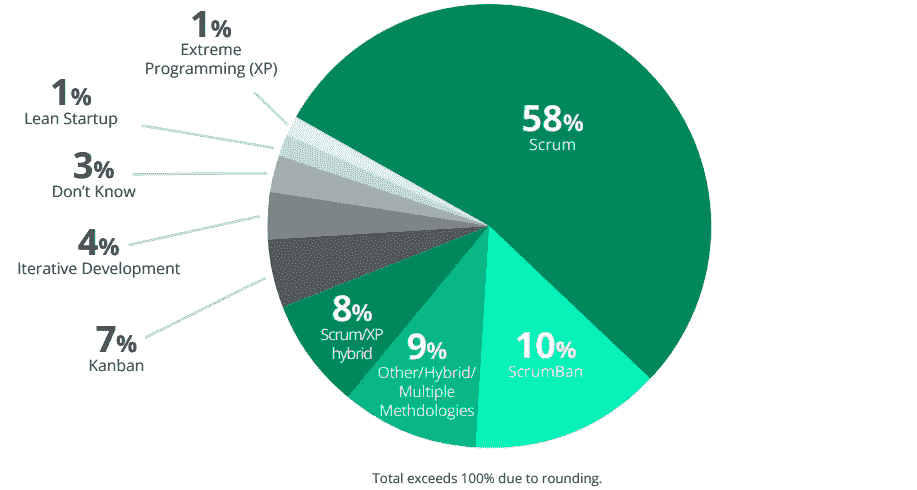 1%
Extreme
Programming (XP)
1%
Lean Startup
3%
Don't Know
4%
Iterative Development
7%
Kanban
58%
Scrum
8%
Scrum/XP
hybrid
9%
Other/Hybrid/
Multiple
Methdologies
10%
ScrumBan
Total exceeds 100% due to rounding.